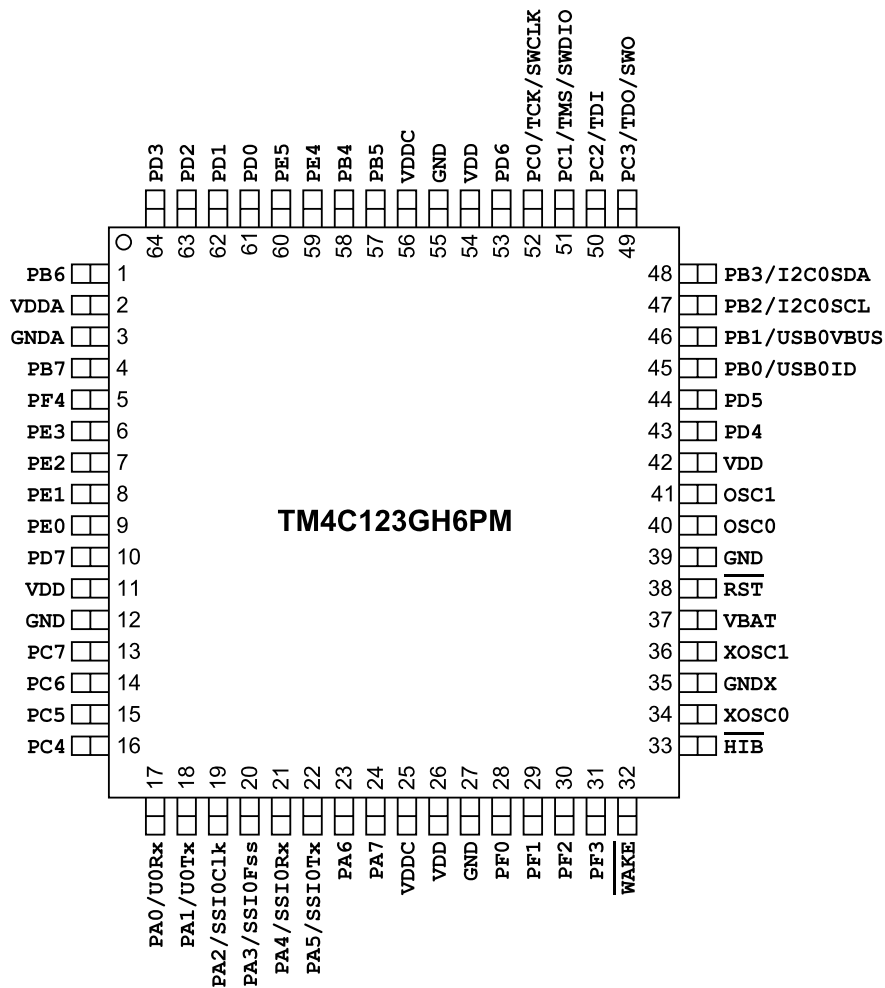 PD3
PD2
PD1
PD0
PE5
PE4
PB4
PB5
VDDC
GND
VDD
PD6
PC0/TCK/SWCLK
PC1/TMS/SWDIO
PC2/TDI
PC3/TDO/SWO
64
63
62
61
60
59
58
57
56
55
54
53
52
51
50
49
PB6 1
VDDA 2
GNDA 3
PB7 4
PF4 5
PE3 6
PE2 7
PE1 8
PE0 9
PD7 10
VDD 11
GND 12
PC7 13
PC6 14
PC5 15
PC4 16
TM4C123GH6PM
48 PB3/I2C0SDA
47 PB2/I2C0SCL
46 PB1/USB0VBUS
45 PB0/USB0ID
44 PD5
43 PD4
42 VDD
41 OSC1
40 OSC0
39 GND
38 RST
37 VBAT
36 XOSC1
35 GNDX
34 XOSC0
33 HIB
17
18
19
20
21
22
23
24
25
26
27
28
29
30
31
32
PA0/U0Rx
PA1/U0Tx
PA2/SSI0Clk
PA3/SSI0Fss
PA4/SSI0Rx
PA5/SSI0Tx
PA6
PA7
VDDC
VDD
GND
PF0
PF1
PF2
PF3
WAKE